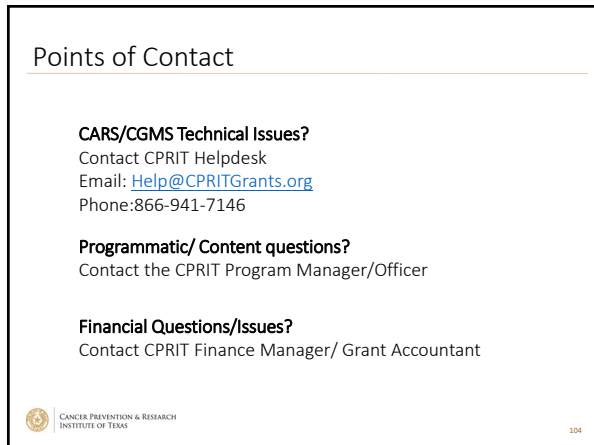 Points of Contact
CARS/CGMS Technical Issues?
Contact CPRIT Helpdesk
Email: Help@CPRITGrants.org
Phone:866-941-7146
Programmatic/ Content questions?
Contact the CPRIT Program Manager/Officer
Financial Questions/Issues?
Contact CPRIT Finance Manager/ Grant Accountant
CANCER PREVENTION & RESEARCH
INSTITUTE OF TEXAS
104